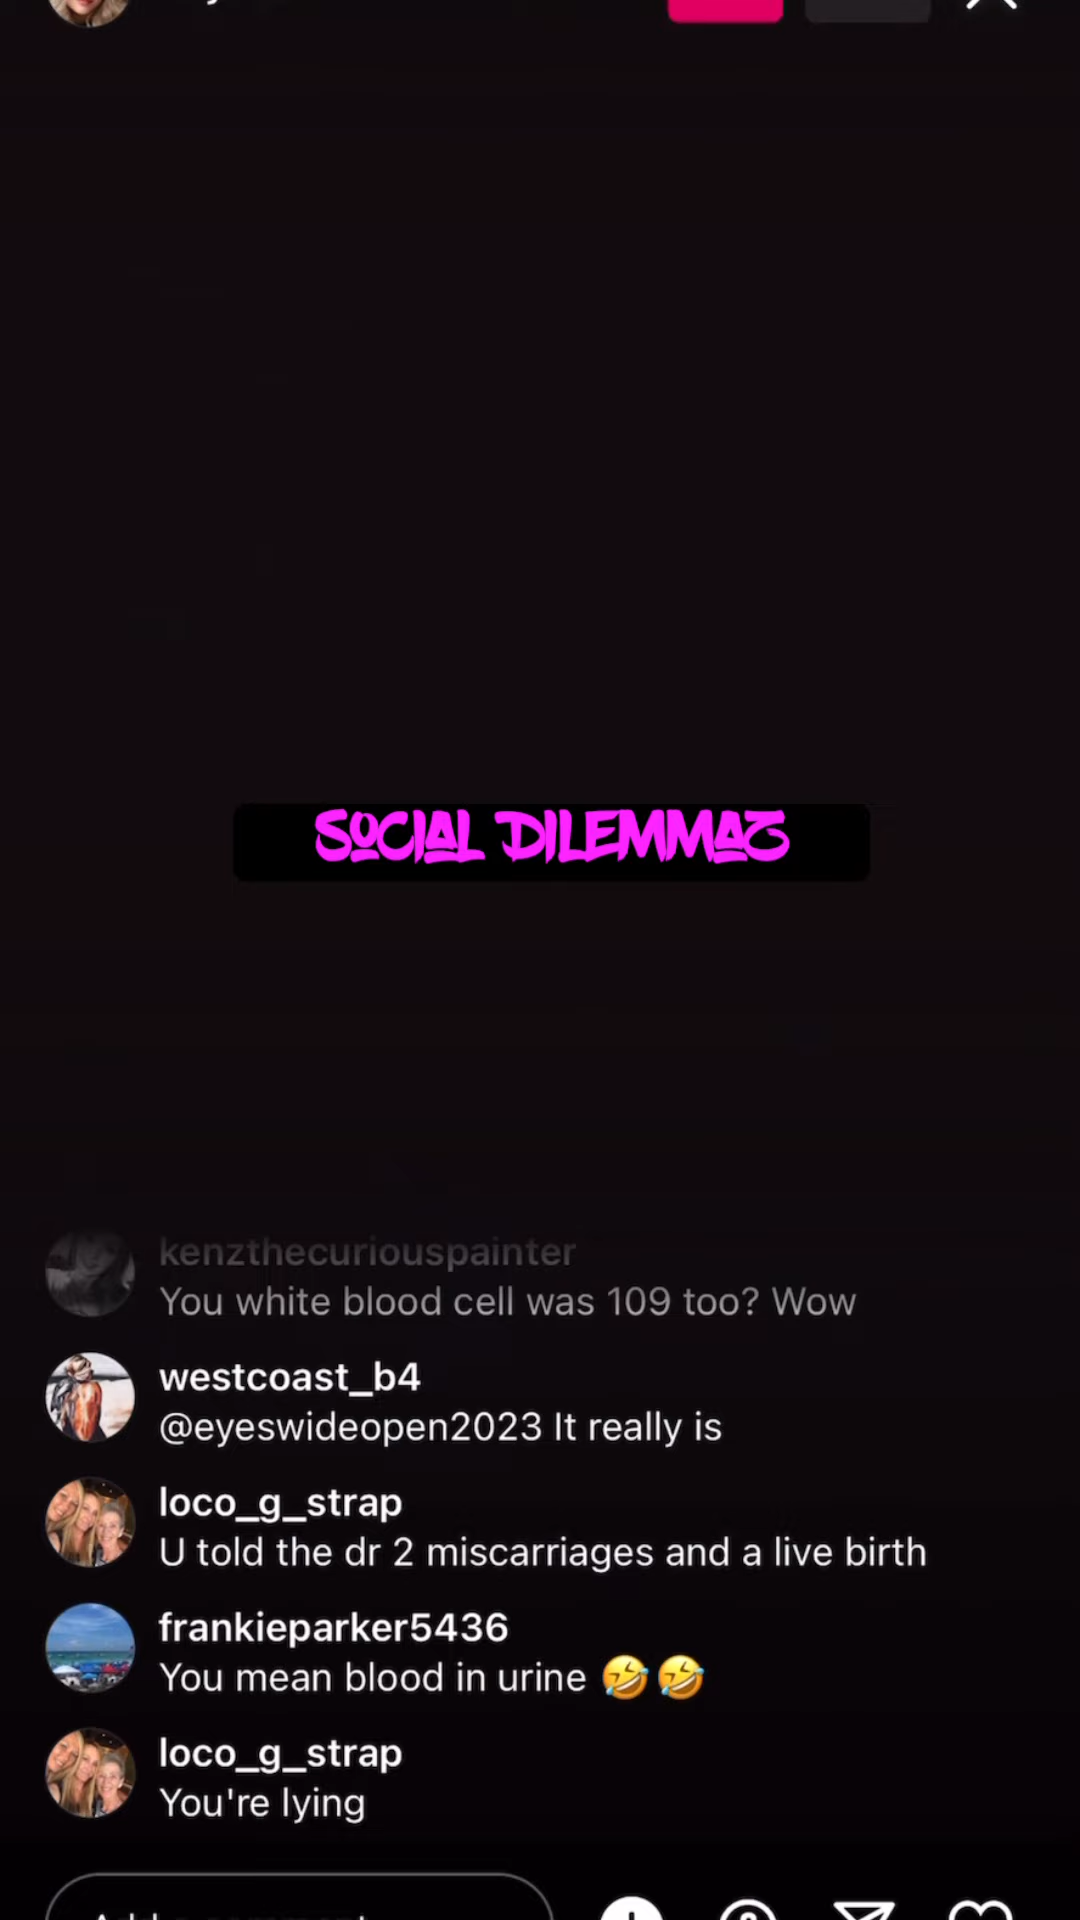 SOCIAL DILEMMAZ
kenzthecuriouspainter
You white blood cell was 109 too? Wow
westcoast_b4
@eyeswideopen2023 It really is
loco_g_strap
U told the dr 2 miscarriages and a live birth
frankieparker5436
You mean blood in urine 🤣🤣
loco_g_strap
You're lying